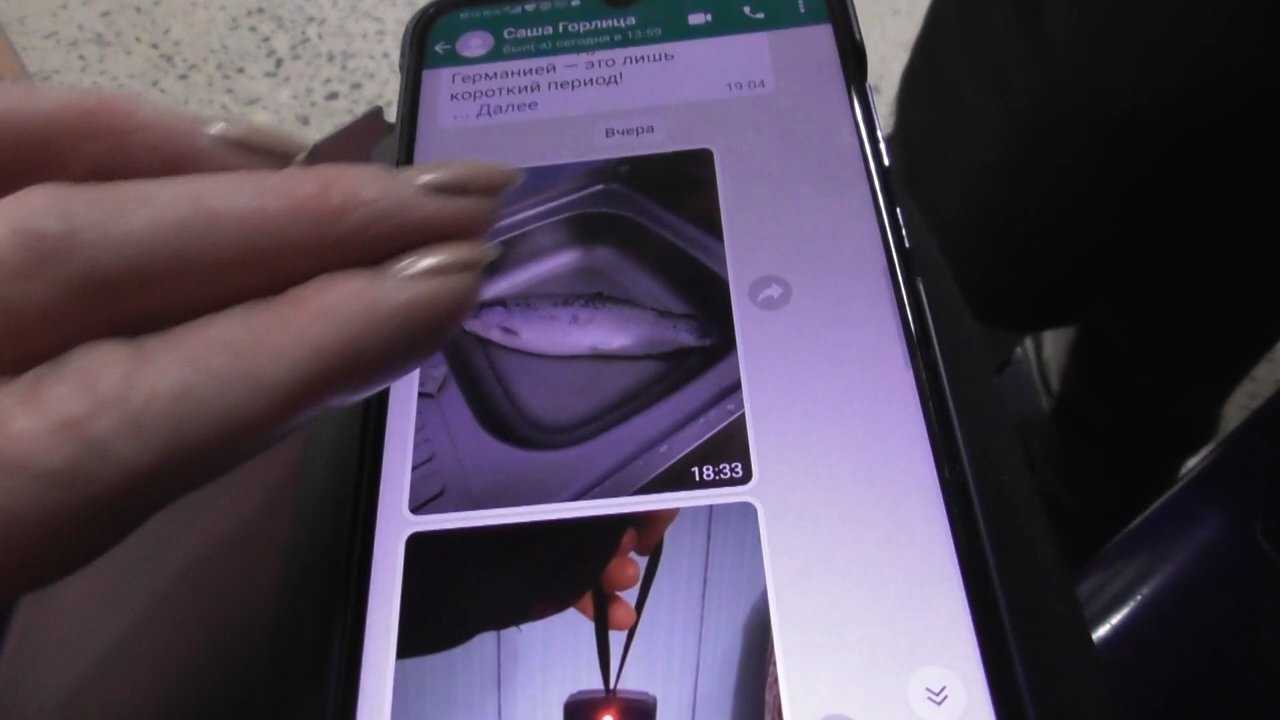 Саша Горлица
был(-а) сегодня в 13:59
Германией — это лишь
короткий период!
... Далее
19:04
Вчера
18:33